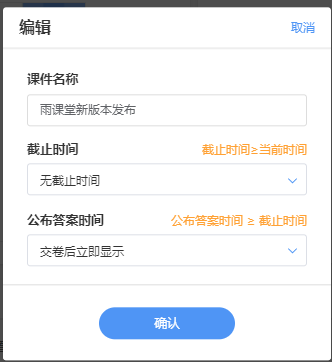 编辑 取消
课件名称
雨课堂新版本发布
截止时间 截止时间≥当前时间
无截止时间
公布答案时间 公布答案时间 ≥ 截止时间
交卷后立即显示
确认